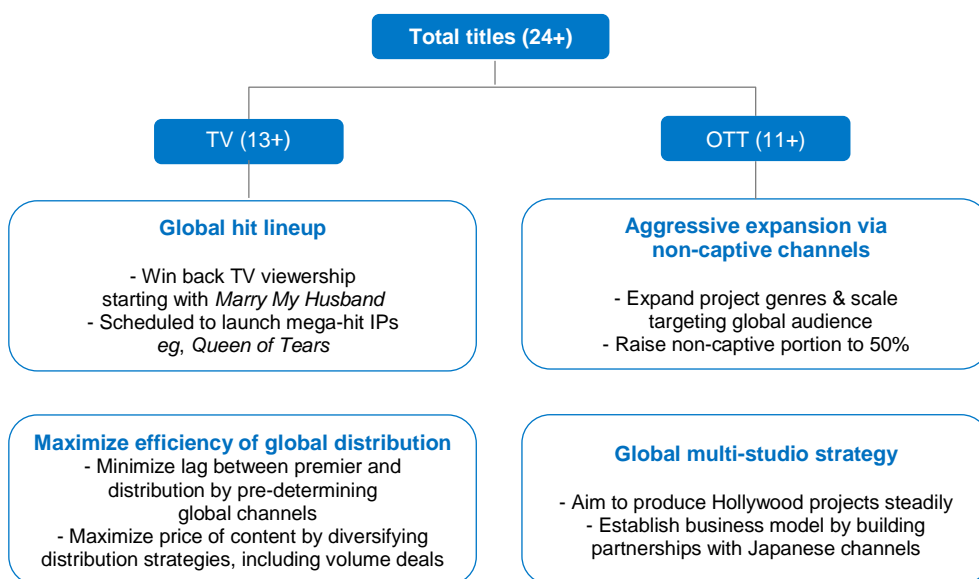 Total titles (24+)
TV (13+)
OTT (11+)
Global hit lineup
- Win back TV viewership
starting with Marry My Husband
- Scheduled to launch mega-hit IPs
eg, Queen of Tears
Aggressive expansion via
non-captive channels
- Expand project genres & scale
targeting global audience
- Raise non-captive portion to 50%
Maximize efficiency of global distribution
- Minimize lag between premier and
distribution by pre-determining
global channels
- Maximize price of content by diversifying
distribution strategies, including volume deals
Global multi-studio strategy
- Aim to produce Hollywood projects steadily
- Establish business model by building
partnerships with Japanese channels